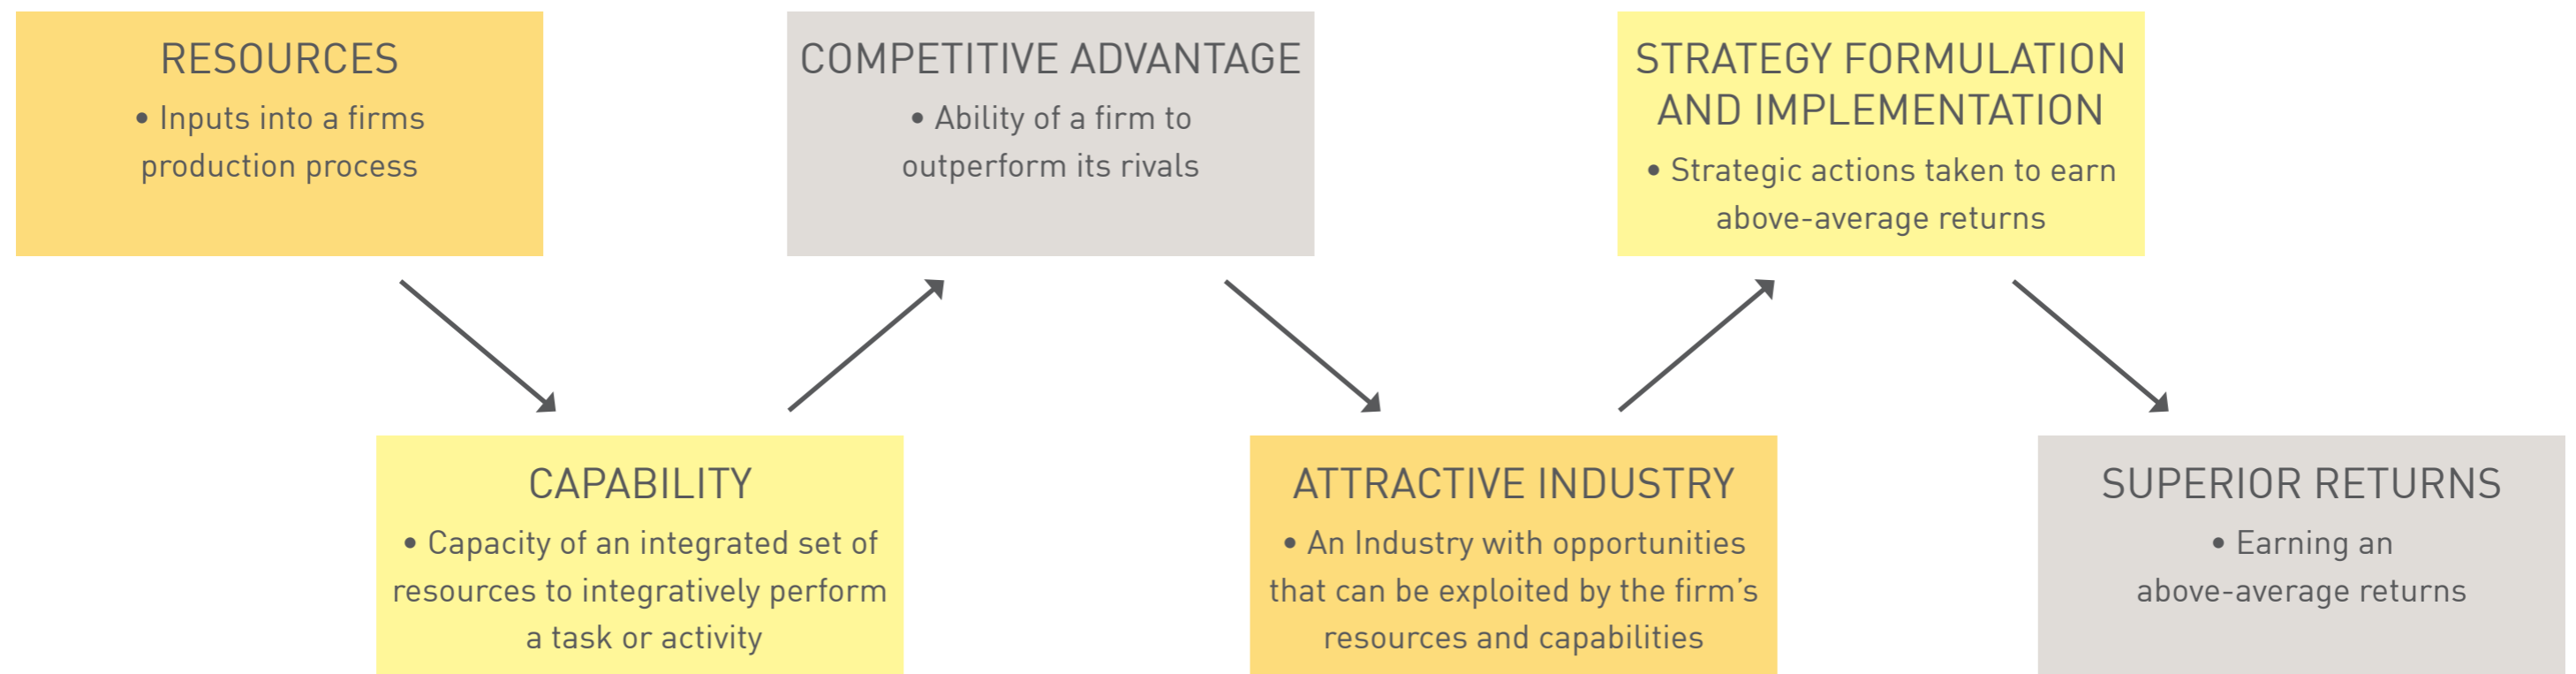 RESOURCES
• Inputs into a firms
production process
CAPABILITY
• Capacity of an integrated set of
resources to integratively perform
a task or activity
COMPETITIVE ADVANTAGE
• Ability of a firm to
outperform its rivals
ATTRACTIVE INDUSTRY
• An Industry with opportunities
that can be exploited by the firm’s
resources and capabilities
STRATEGY FORMULATION
AND IMPLEMENTATION
• Strategic actions taken to earn
above-average returns
SUPERIOR RETURNS
• Earning an
above-average returns